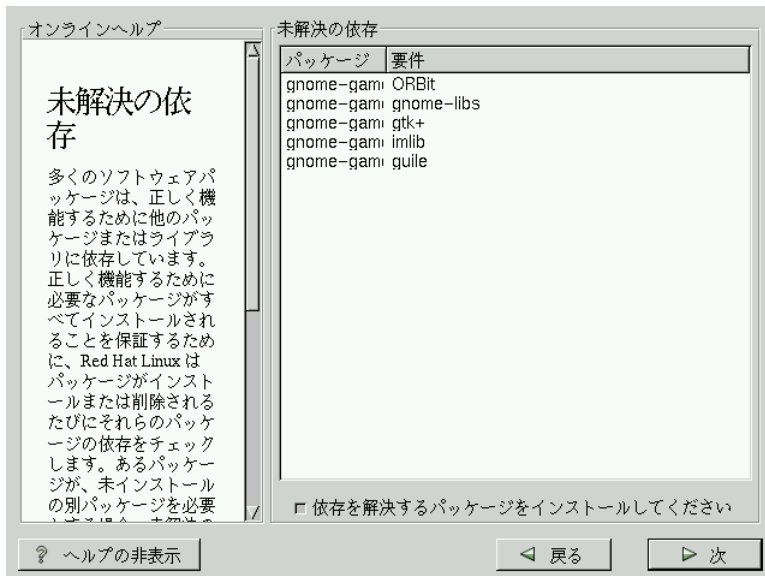 オンラインヘルプ
未解決の依
存
多くのソフトウェアパ
ッケージは、正しく機
能するために他のパッ
ケージまたはライブラ
リに依存しています。
正しく機能するために
必要なパッケージがす
べてインストールされ
ることを保証するため
に、Red Hat Linux は
パッケージがインスト
ールまたは削除される
たびにそれらのパッケ
ージの依存をチェック
します。あるパッケー
ジが、未インストール
の別パッケージを必要
未解決の依存
パッケージ 要件
gnome-gam ORBit
gnome-gam gnome-libs
gnome-gam gtk+
gnome-gam imlib
gnome-gam guile
依存を解決するパッケージをインストールしてください
? ヘルプの非表示
戻る
次